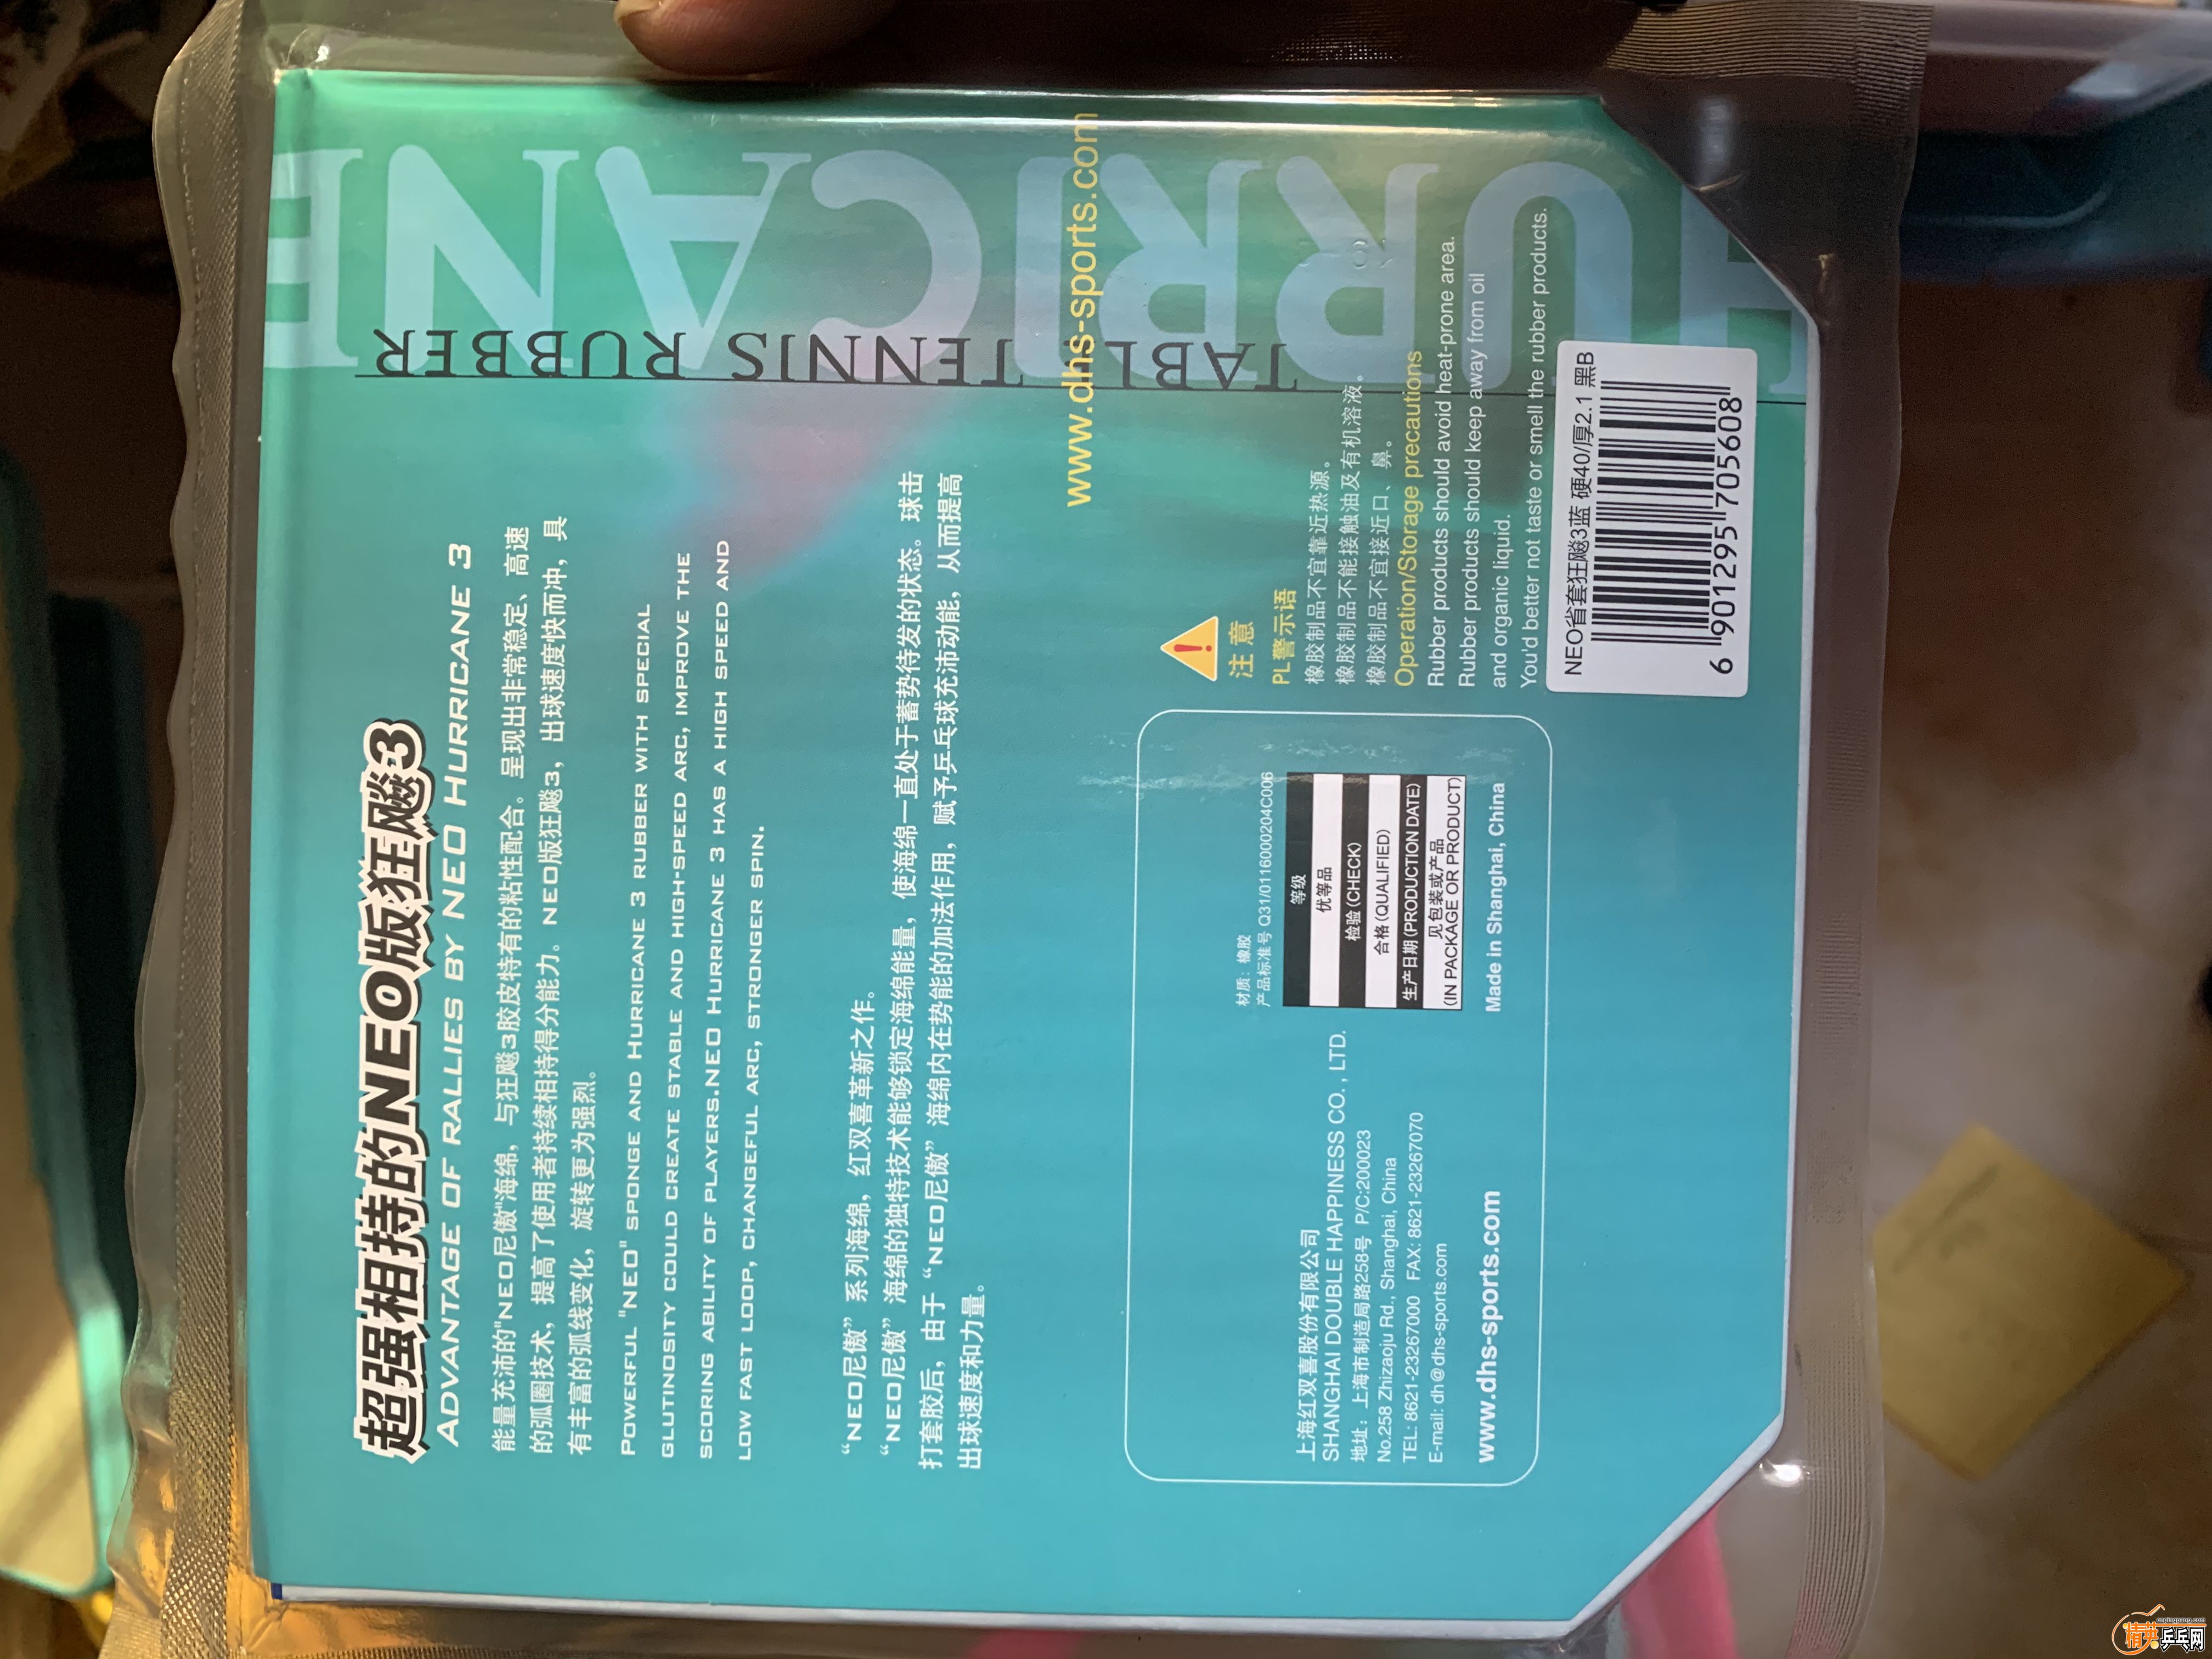 超强相持的NEO版狂飚3
ADVANTAGE OF RALLIES BY NEO HURRICANE 3
能量充沛的"NEO尼傲"海绵，与狂飚3胶皮特有的粘性配合。呈现出非常稳定、高速
的弧圈技术，提高了使用者持续相持得分能力。NEO版狂飚3，出球速度快而冲，具
有丰富的弧线变化，旋转更为强烈。
POWERFUL "NEO" SPONGE AND HURRICANE 3 RUBBER WITH SPECIAL
GLUTINOSITY COULD CREATE STABLE AND HIGH-SPEED ARC, IMPROVE THE
SCORING ABILITY OF PLAYERS.NEO HURRICANE 3 HAS A HIGH SPEED AND
LOW FAST LOOP, CHANGEFUL ARC, STRONGER SPIN.
“NEO尼傲”系列海绵，红双喜革新之作。
“NEO尼傲”海绵的独特技术能够锁定海绵能量，使海绵一直处于蓄势待发的状态。球击
打套胶后，由于“NEO尼傲”海绵内在势能的加法作用，赋予乒乓球充沛动能，从而提高
出球速度和力量。
www.dhs-sports.com
HURRICANE
TABLE TENNIS RUBBER
上海红双喜股份有限公司
SHANGHAI DOUBLE HAPPINESS CO., LTD.
地址：上海市制造局路258号 P/C:200023
No.258 Zhizaoju Rd., Shanghai, China
TEL: 8621-23267000 FAX: 8621-23267070
E-mail: dh@dhs-sports.com
www.dhs-sports.com
材质：橡胶
产品标准号 Q31/0116000204C006
等级
优等品
检验(CHECK)
合格(QUALIFIED)
生产日期(PRODUCTION DATE)
见包装或产品
(IN PACKAGE OR PRODUCT)
Made in Shanghai, China
注意
PL警示语
橡胶制品不宜靠近热源。
橡胶制品不能接触油及有机溶液。
橡胶制品不宜接近口、鼻。
Operation/Storage precautions
Rubber products should avoid heat-prone area.
Rubber products should keep away from oil
and organic liquid.
You'd better not taste or smell the rubber products.
NEO省套狂飚3蓝 硬40/厚2.1 黑B
6 901295 705608
精英乒乓网